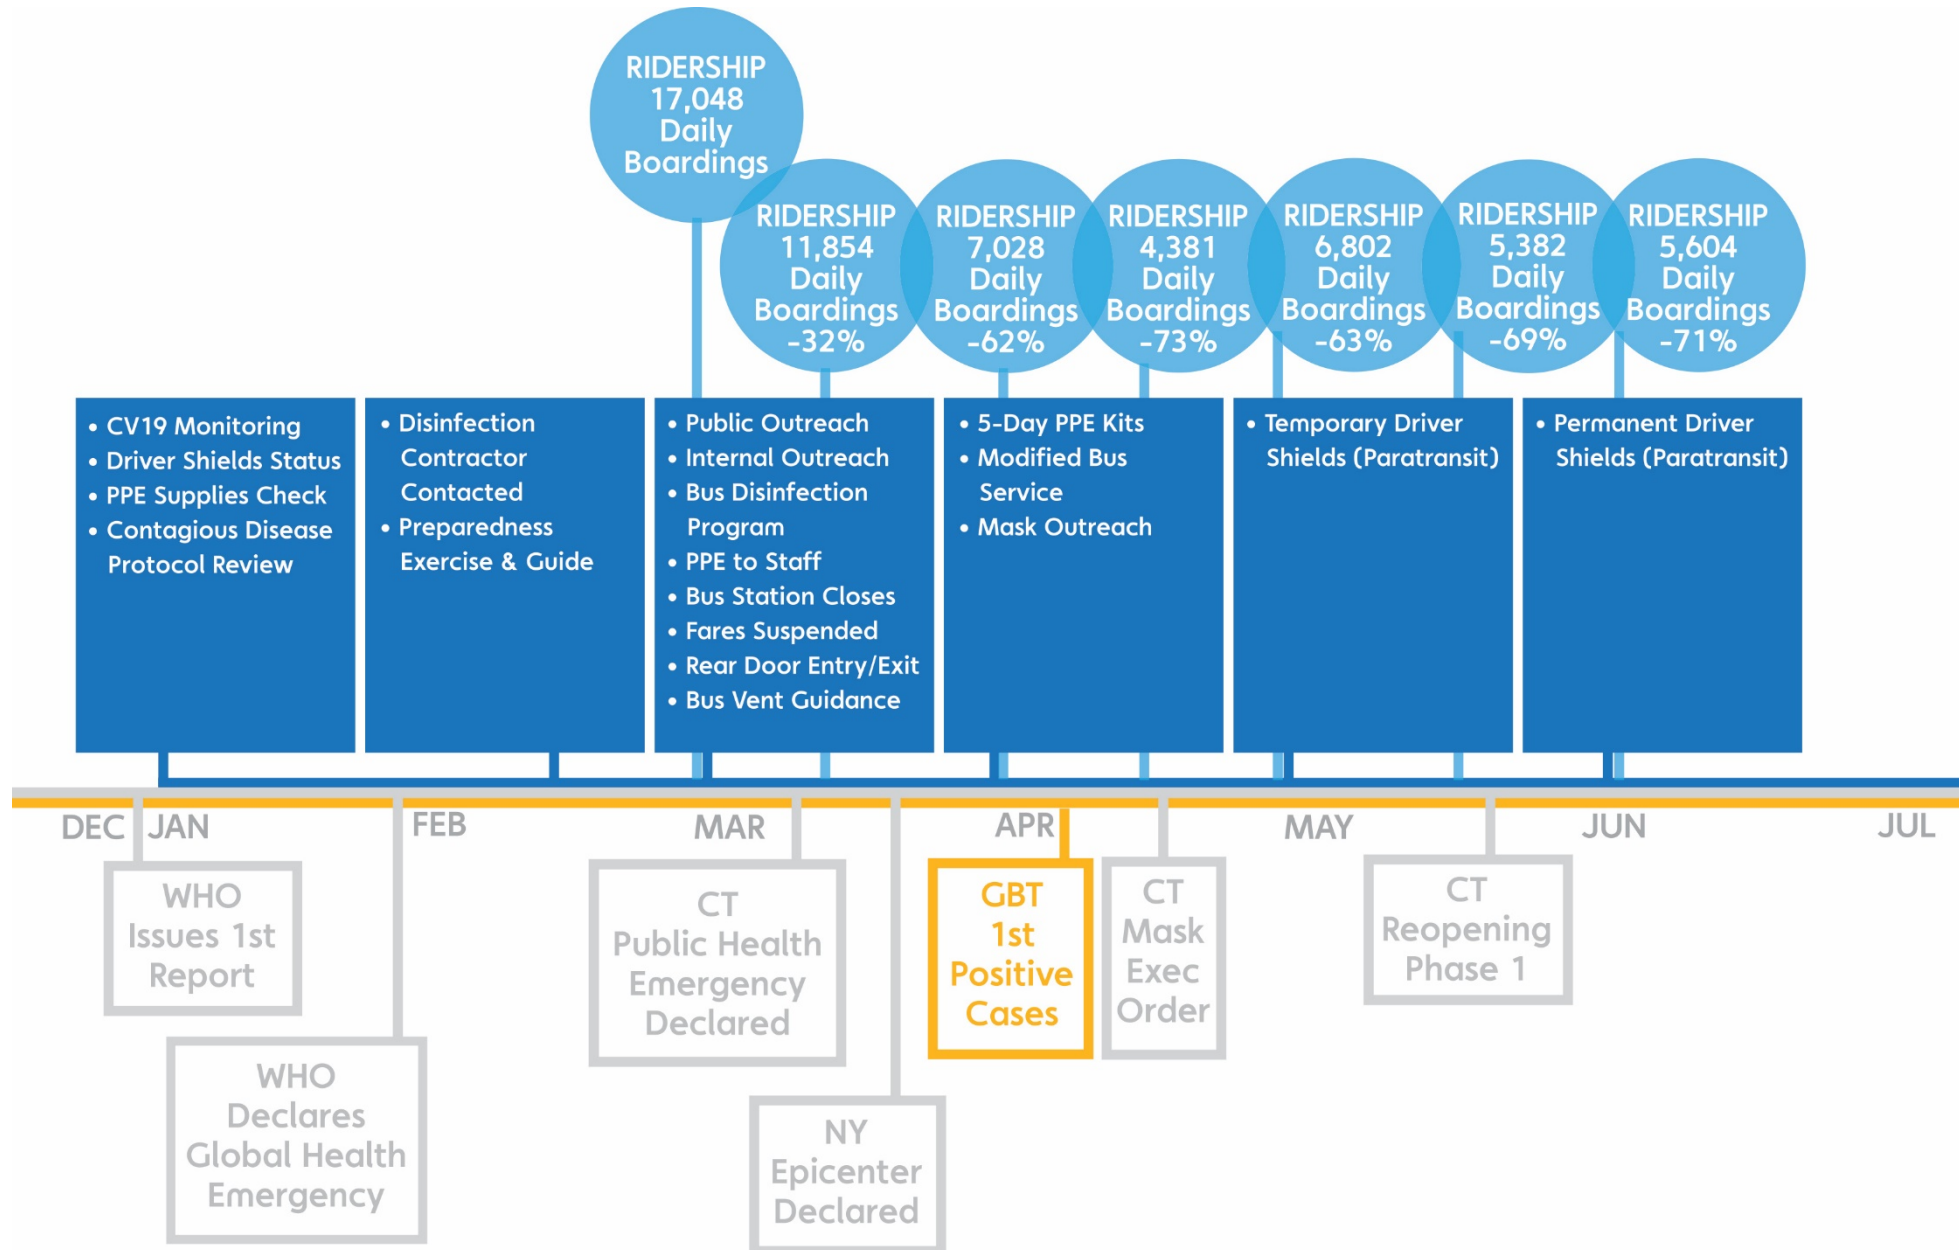 RIDERSHIP
17,048
Daily
Boardings
RIDERSHIP
11,854
Daily
Boardings
-32%
RIDERSHIP
7,028
Daily
Boardings
-62%
RIDERSHIP
4,381
Daily
Boardings
-73%
RIDERSHIP
6,802
Daily
Boardings
-63%
RIDERSHIP
5,382
Daily
Boardings
-69%
RIDERSHIP
5,604
Daily
Boardings
-71%
• CV19 Monitoring
• Driver Shields Status
• PPE Supplies Check
• Contagious Disease
Protocol Review
• Disinfection
Contractor
Contacted
• Preparedness
Exercise & Guide
• Public Outreach
• Internal Outreach
• Bus Disinfection
Program
• PPE to Staff
• Bus Station Closes
• Fares Suspended
• Rear Door Entry/Exit
• Bus Vent Guidance
• 5-Day PPE Kits
• Modified Bus
Service
• Mask Outreach
• Temporary Driver
Shields (Paratransit)
• Permanent Driver
Shields (Paratransit)
DEC JAN FEB MAR APR MAY JUN JUL
WHO
Issues 1st
Report
WHO
Declares
Global Health
Emergency
CT
Public Health
Emergency
Declared
NY
Epicenter
Declared
GBT
1st
Positive
Cases
CT
Mask
Exec
Order
CT
Reopening
Phase 1